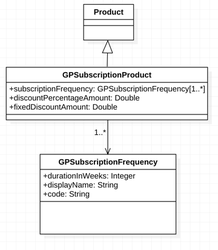 Product
GPSubscriptionProduct
+subscriptionFrequency: GPSubscriptionFrequency[1..*]
+discountPercentageAmount: Double
+fixedDiscountAmount: Double
1..*
GPSubscriptionFrequency
+durationInWeeks: Integer
+displayName: String
+code: String